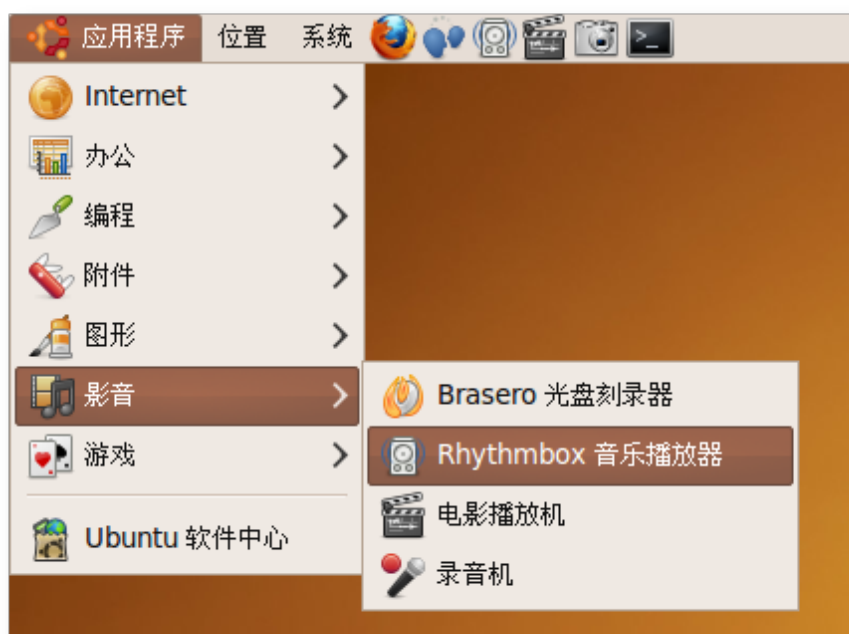 应用程序 位置 系统
Internet
办公
编程
附件
图形
影音
游戏
Ubuntu 软件中心
Brasero 光盘刻录器
Rhythmbox 音乐播放器
电影播放机
录音机